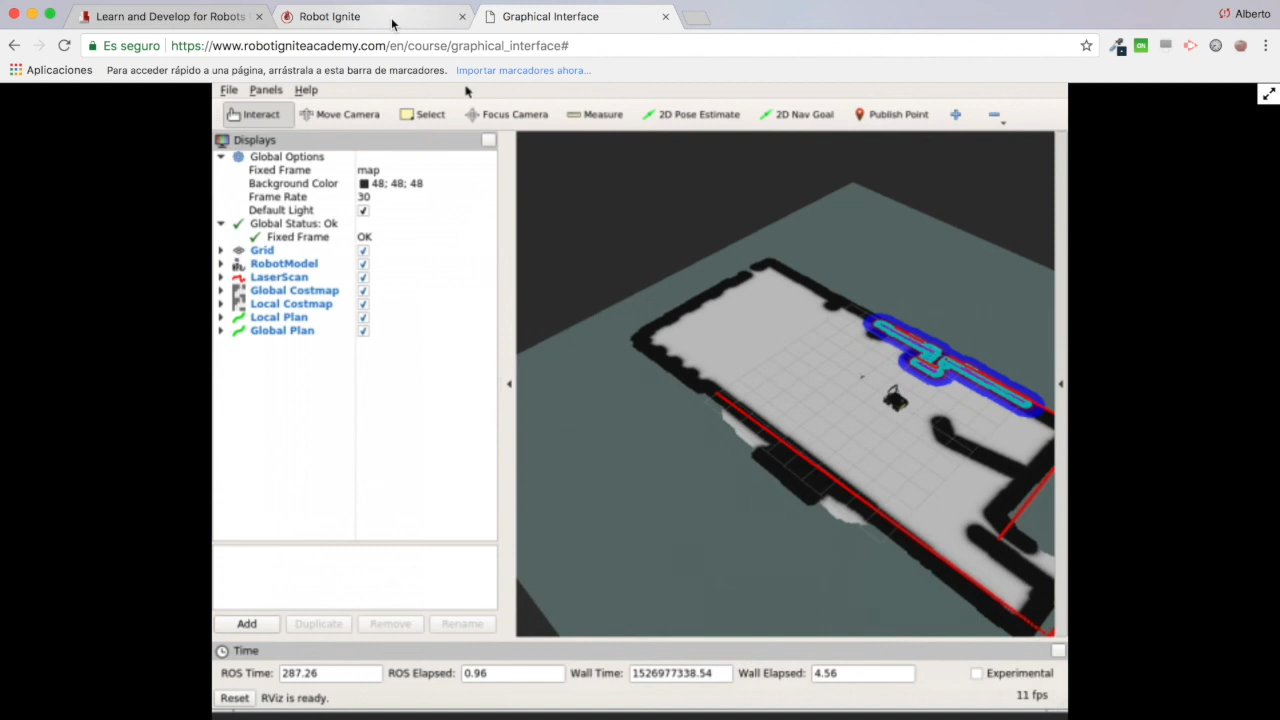 Learn and Develop for Robots
Robot Ignite
Graphical Interface
Alberto
Es seguro
https://www.robotigniteacademy.com/en/course/graphical_interface#
ON
Aplicaciones
Para acceder rápido a una página, arrástrala a esta barra de marcadores.
Importar marcadores ahora...
File Panels Help
Interact
Move Camera
Select
Focus Camera
Measure
2D Pose Estimate
2D Nav Goal
Publish Point
Displays
Global Options
Fixed Frame map
Background Color 48; 48; 48
Frame Rate 30
Default Light
Global Status: Ok
Fixed Frame OK
Grid
RobotModel
LaserScan
Global Costmap
Local Costmap
Local Plan
Global Plan
Add Duplicate Remove Rename
Time
ROS Time: 287.26 ROS Elapsed: 0.96 Wall Time: 1526977338.54 Wall Elapsed: 4.56 Experimental
Reset RViz is ready. 11 fps